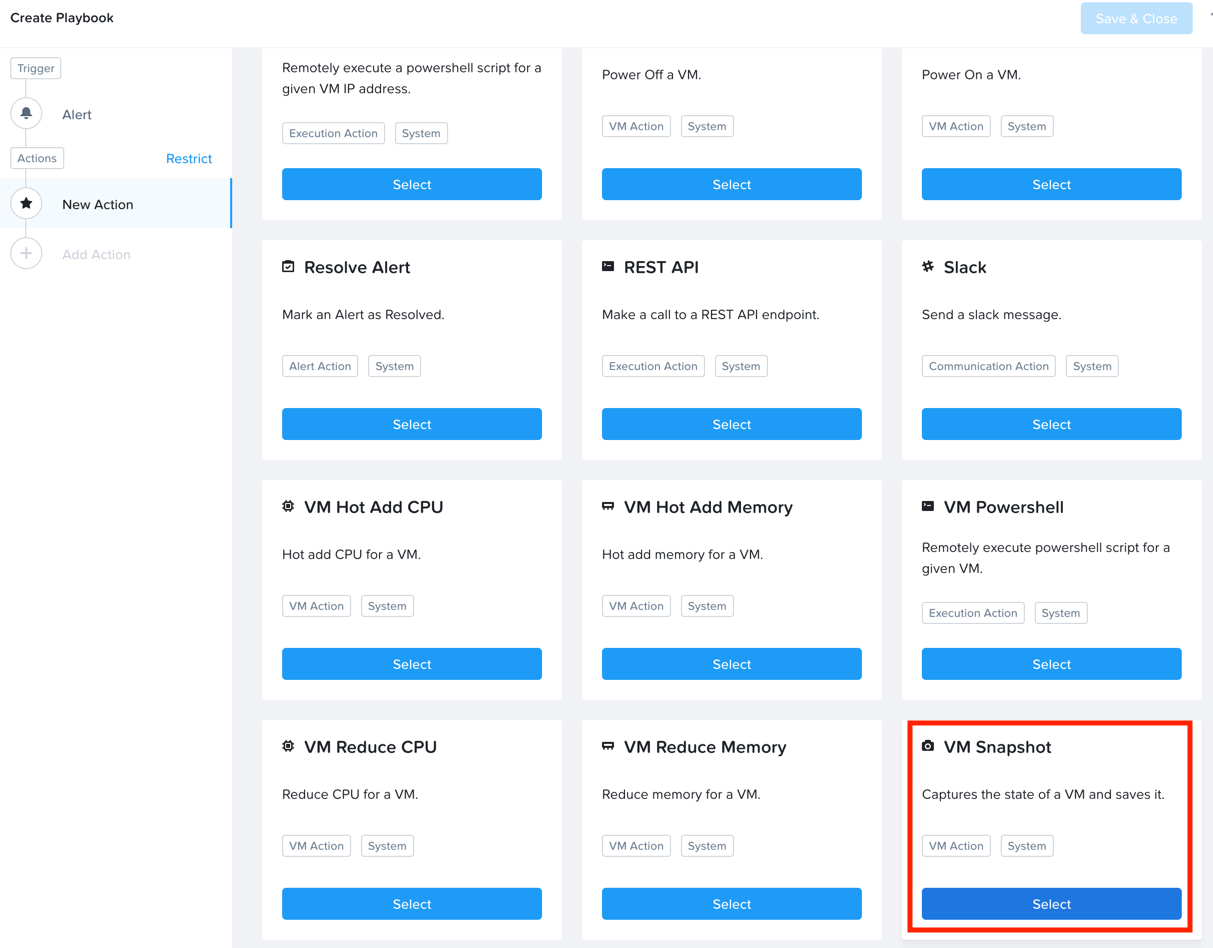 Create Playbook
Save & Close
Trigger
Alert
Actions
Restrict
New Action
Add Action
Remotely execute a powershell script for a
given VM IP address.
Execution Action
System
Select
Power Off a VM.
VM Action
System
Select
Power On a VM.
VM Action
System
Select
Resolve Alert
Mark an Alert as Resolved.
Alert Action
System
Select
REST API
Make a call to a REST API endpoint.
Execution Action
System
Select
Slack
Send a slack message.
Communication Action
System
Select
VM Hot Add CPU
Hot add CPU for a VM.
VM Action
System
Select
VM Hot Add Memory
Hot add memory for a VM.
VM Action
System
Select
VM Powershell
Remotely execute powershell script for a
given VM.
Execution Action
System
Select
VM Reduce CPU
Reduce CPU for a VM.
VM Action
System
Select
VM Reduce Memory
Reduce memory for a VM.
VM Action
System
Select
VM Snapshot
Captures the state of a VM and saves it.
VM Action
System
Select